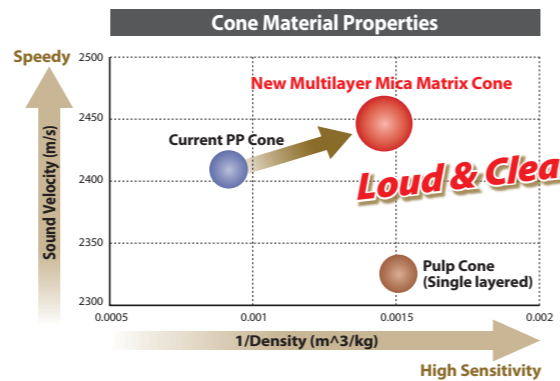 Cone Material Properties
Speedy
2500
New Multilayer Mica Matrix Cone
2450
Current PP Cone
Sound Velocity (m/s)
2400
Loud & Clea
2350
Pulp Cone
(Single layered)
2300
0.0005
0.001
0.0015
0.002
1/Density (m^3/kg)
High Sensitivity